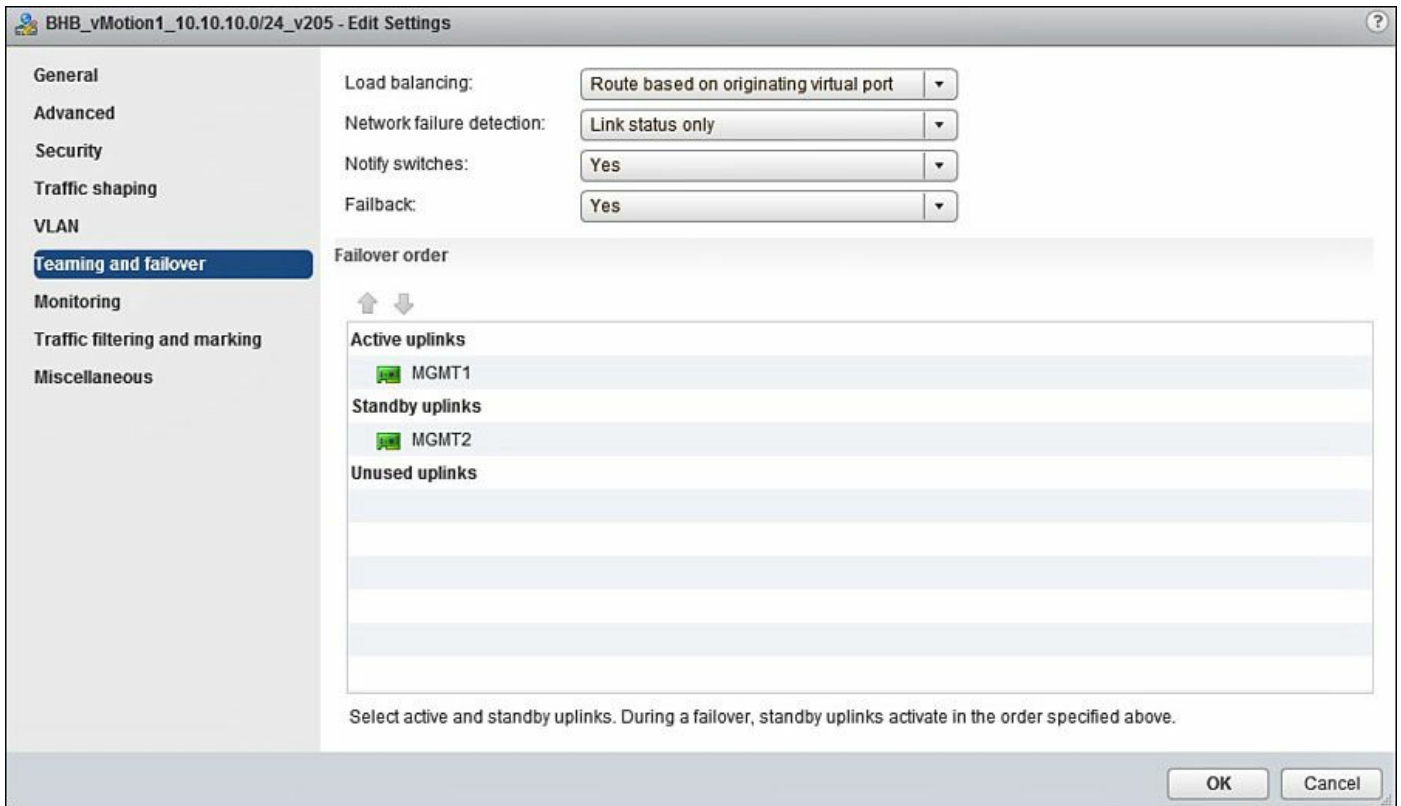 BHB_vMotion1_10.10.10.0/24_v205 - Edit Settings
?
General
Advanced
Security
Traffic shaping
VLAN
Teaming and failover
Monitoring
Traffic filtering and marking
Miscellaneous
Load balancing: Route based on originating virtual port
Network failure detection: Link status only
Notify switches: Yes
Failback: Yes
Failover order
Active uplinks
MGMT1
Standby uplinks
MGMT2
Unused uplinks
Select active and standby uplinks. During a failover, standby uplinks activate in the order specified above.
OK Cancel